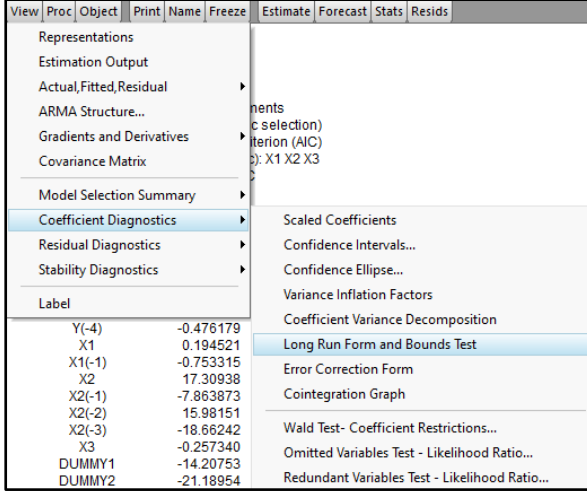 View Proc Object Print Name Freeze Estimate Forecast Stats Resids
Representations
Estimation Output
Actual,Fitted,Residual
ARMA Structure...
Gradients and Derivatives
Covariance Matrix
Model Selection Summary
Coefficient Diagnostics
Residual Diagnostics
Stability Diagnostics
Label
selection)
(AIC)
X1 X2 X3
Scaled Coefficients
Confidence Intervals...
Confidence Ellipse...
Variance Inflation Factors
Coefficient Variance Decomposition
Long Run Form and Bounds Test
Error Correction Form
Cointegration Graph
Wald Test- Coefficient Restrictions...
Omitted Variables Test - Likelihood Ratio...
Redundant Variables Test - Likelihood Ratio...
Y(-4) -0.476179
X1 0.194521
X1(-1) -0.753315
X2 17.30938
X2(-1) -7.863873
X2(-2) 15.98151
X2(-3) -18.66242
X3 -0.257340
DUMMY1 -14.20753
DUMMY2 -21.18954